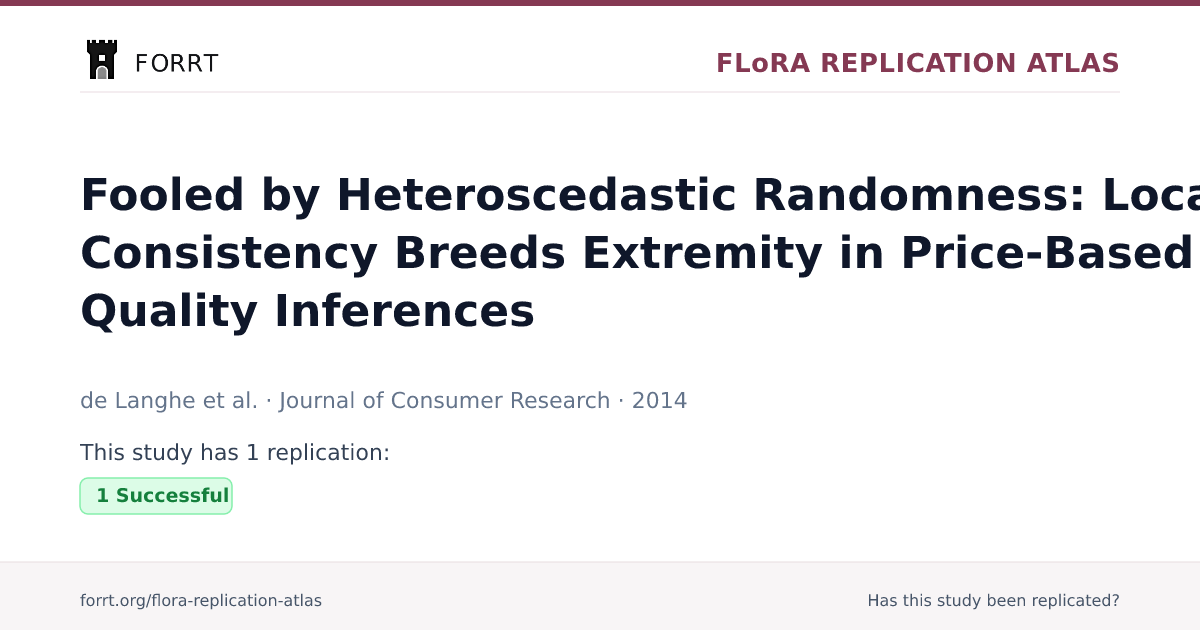 FORRT
FLoRA REPLICATION ATLAS
Fooled by Heteroscedastic Randomness: Loca
Consistency Breeds Extremity in Price-Based
Quality Inferences
de Langhe et al. · Journal of Consumer Research · 2014
This study has 1 replication:
1 Successful
forrt.org/flora-replication-atlas
Has this study been replicated?